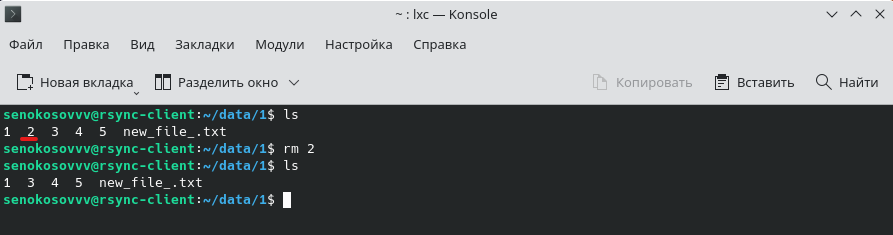 ~ : lxc — Konsole
Файл Правка Вид Закладки Модули Настройка Справка
Новая вкладка Разделить окно Копировать Вставить Найти
senokosovvv@rsync-client:~/data/1$ ls
1 2 3 4 5 new_file_.txt
senokosovvv@rsync-client:~/data/1$ rm 2
senokosovvv@rsync-client:~/data/1$ ls
1 3 4 5 new_file_.txt
senokosovvv@rsync-client:~/data/1$